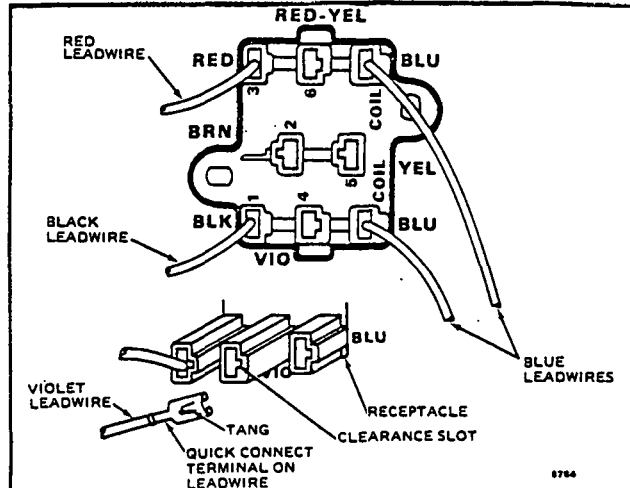 RED-YEL
RED
LEADWIRE
RED
BLU
3
6
COIL
BRN
2
5
YEL
COIL
BLK
1
4
BLU
VIO
BLACK
LEADWIRE
BLU
VIO
BLUE
LEADWIRES
VIOLET
LEADWIRE
RECEPTACLE
TANG
CLEARANCE SLOT
QUICK CONNECT
TERMINAL ON
LEADWIRE